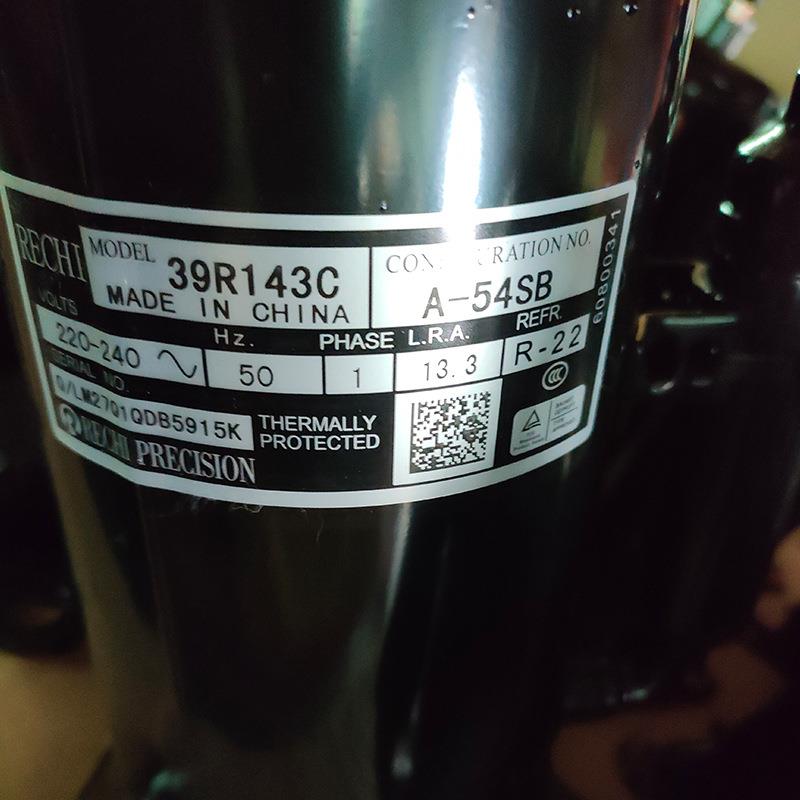 RECHI
MODEL 39R143C
MADE IN CHINA
A-54SB
VOLTS Hz. PHASE L.R.A. REFR.
220-240 50 1 13.3 R-22
SERIAL NO.
THERMALLY
PROTECTED
RECHI PRECISION
60800341